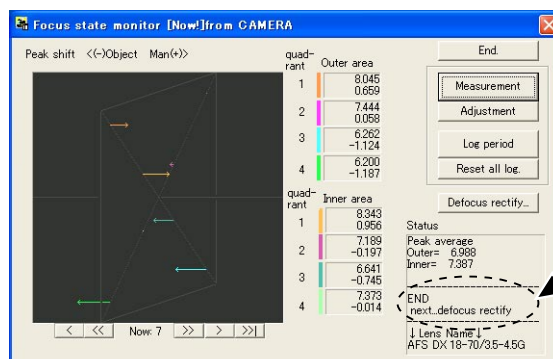 Focus state monitor [Now!]from CAMERA
Peak shift <(-)Object Man(+)>
quad-
rant Outer area
1 8.045
0.659
2 7.444
0.058
3 6.262
-1.124
4 6.200
-1.187
quad-
rant Inner area
1 8.343
0.956
2 7.189
-0.197
3 6.641
-0.745
4 7.373
-0.014
< << Now: 7 >> > >>|
End.
Measurement
Adjustment
Log period
Reset all log.
Defocus rectify...
Status
Peak average
Outer= 6.988
Inner= 7.387
END
next...defocus rectify
↓Lens Name↓
AFS DX 18-70/3.5-4.5G